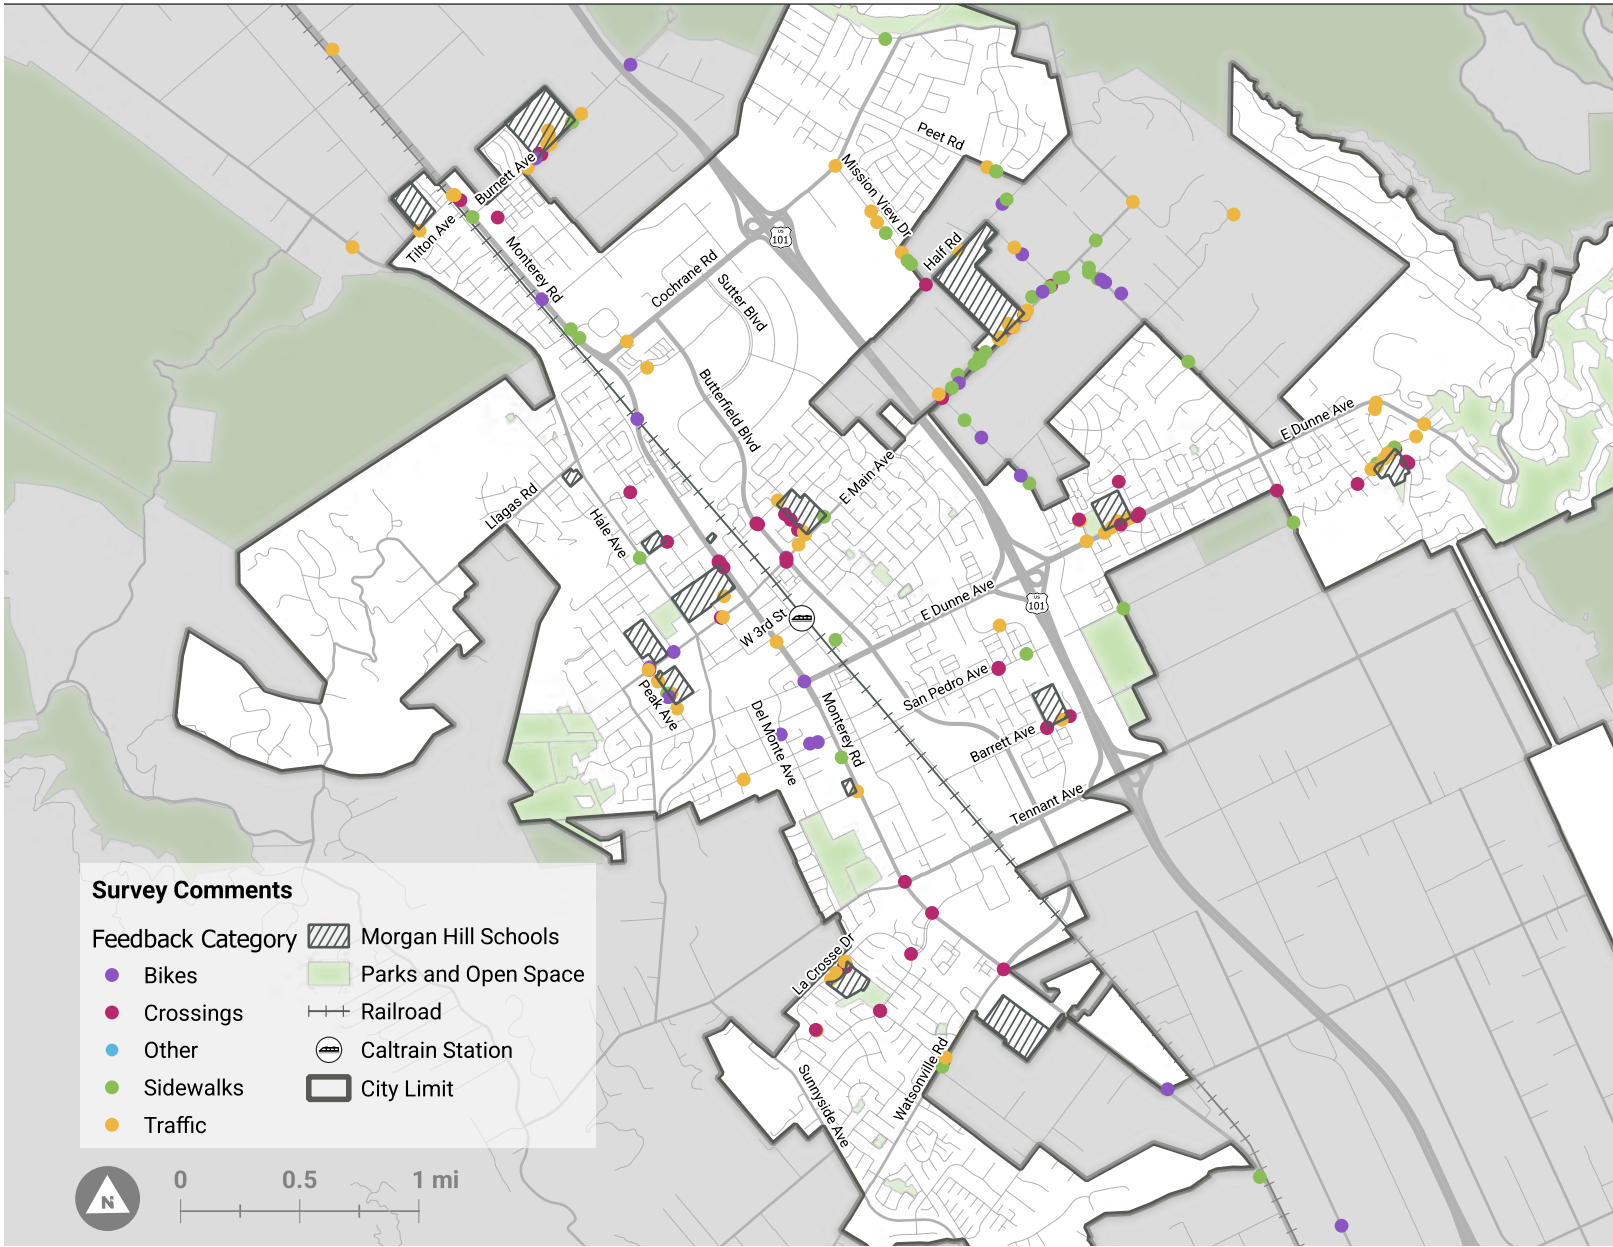 Peet Rd
Mission View Dr
Burnett Ave
Tilton Ave
Half Rd
US
101
Monterey Rd
Cochrane Rd
Sutter Blvd
Butterfield Blvd
E Dunne Ave
E Main Ave
Llagas Rd
Hale Ave
E Dunne Ave
US
101
W 3rd St
San Pedro Ave
Peak Ave
Del Monte Ave
Monterey Rd
Barrett Ave
Tennant Ave
La Crosse Dr
Watsonville Rd
Sunnyside Ave
Survey Comments
Feedback Category
Bikes
Crossings
Other
Sidewalks
Traffic
Morgan Hill Schools
Parks and Open Space
Railroad
Caltrain Station
City Limit
N
0 0.5 1 mi